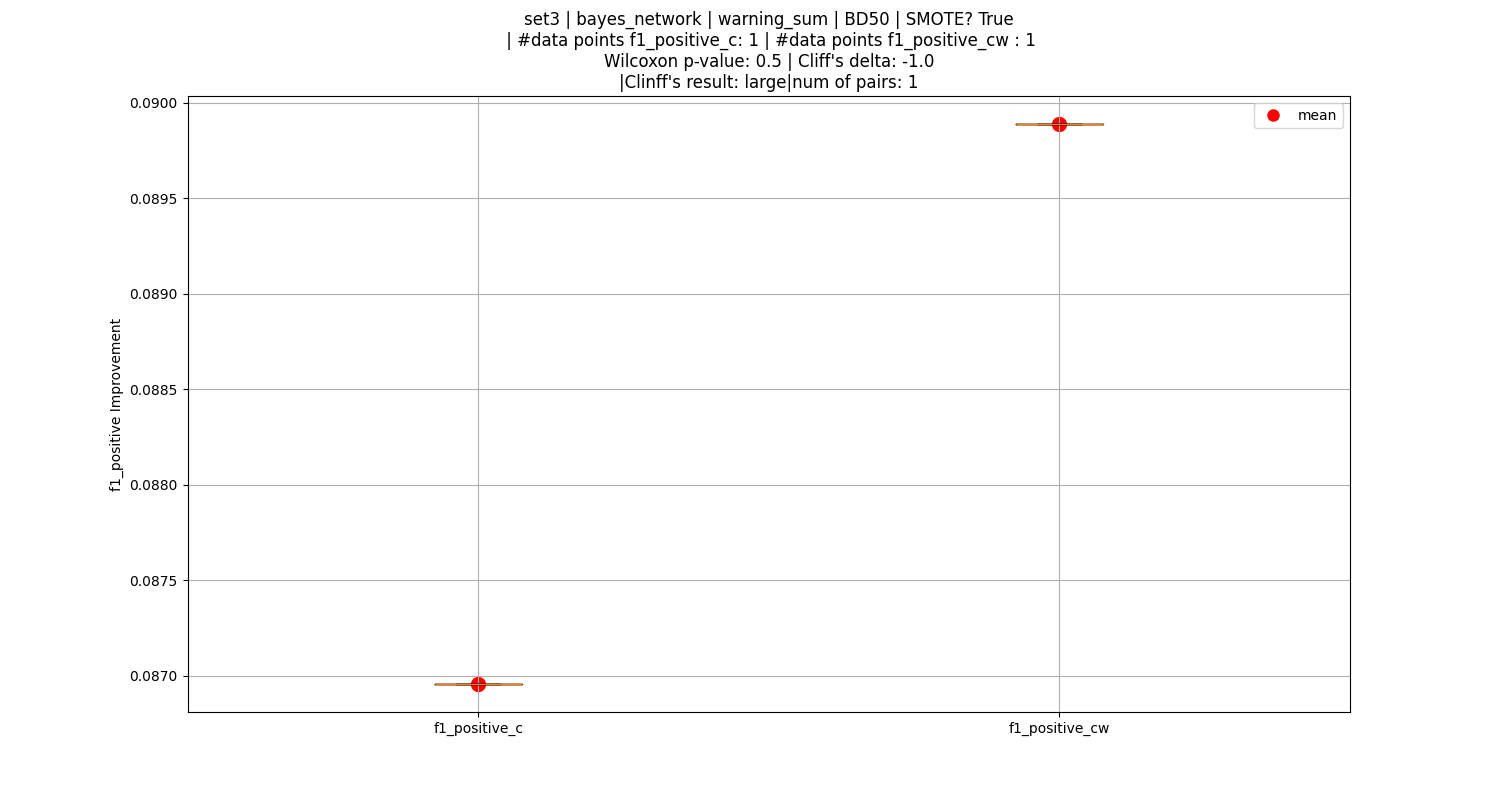 set3 | bayes_network | warning_sum | BD50 | SMOTE? True
| #data points f1_positive_c: 1 | #data points f1_positive_cw : 1
Wilcoxon p-value: 0.5 | Cliff's delta: -1.0
|Clinff's result: large|num of pairs: 1
mean
f1_positive Improvement
0.0900
0.0895
0.0890
0.0885
0.0880
0.0875
0.0870
f1_positive_c
f1_positive_cw